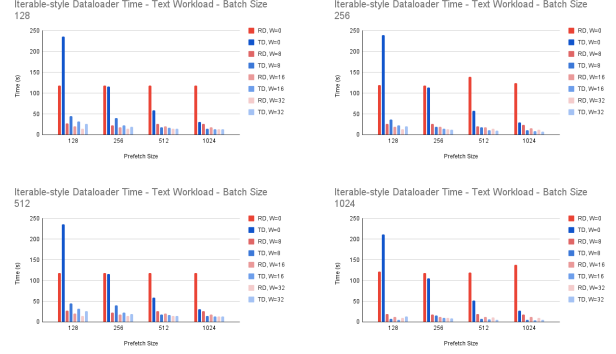 Iterable-style Dataloader Time - Text Workload - Batch Size
128
250
200
150
100
50
0
Time (s)
128
256
512
1024
Prefetch Size
RD, W=0
TD, W=0
RD, W=8
TD, W=8
RD, W=16
TD, W=16
RD, W=32
TD, W=32
Iterable-style Dataloader Time - Text Workload - Batch Size
256
250
200
150
100
50
0
Time (s)
128
256
512
1024
Prefetch Size
RD, W=0
TD, W=0
RD, W=8
TD, W=8
RD, W=16
TD, W=16
RD, W=32
TD, W=32
Iterable-style Dataloader Time - Text Workload - Batch Size
512
250
200
150
100
50
0
Time (s)
128
256
512
1024
Prefetch Size
RD, W=0
TD, W=0
RD, W=8
TD, W=8
RD, W=16
TD, W=16
RD, W=32
TD, W=32
Iterable-style Dataloader Time - Text Workload - Batch Size
1024
250
200
150
100
50
0
Time (s)
128
256
512
1024
Prefetch Size
RD, W=0
TD, W=0
RD, W=8
TD, W=8
RD, W=16
TD, W=16
RD, W=32
TD, W=32